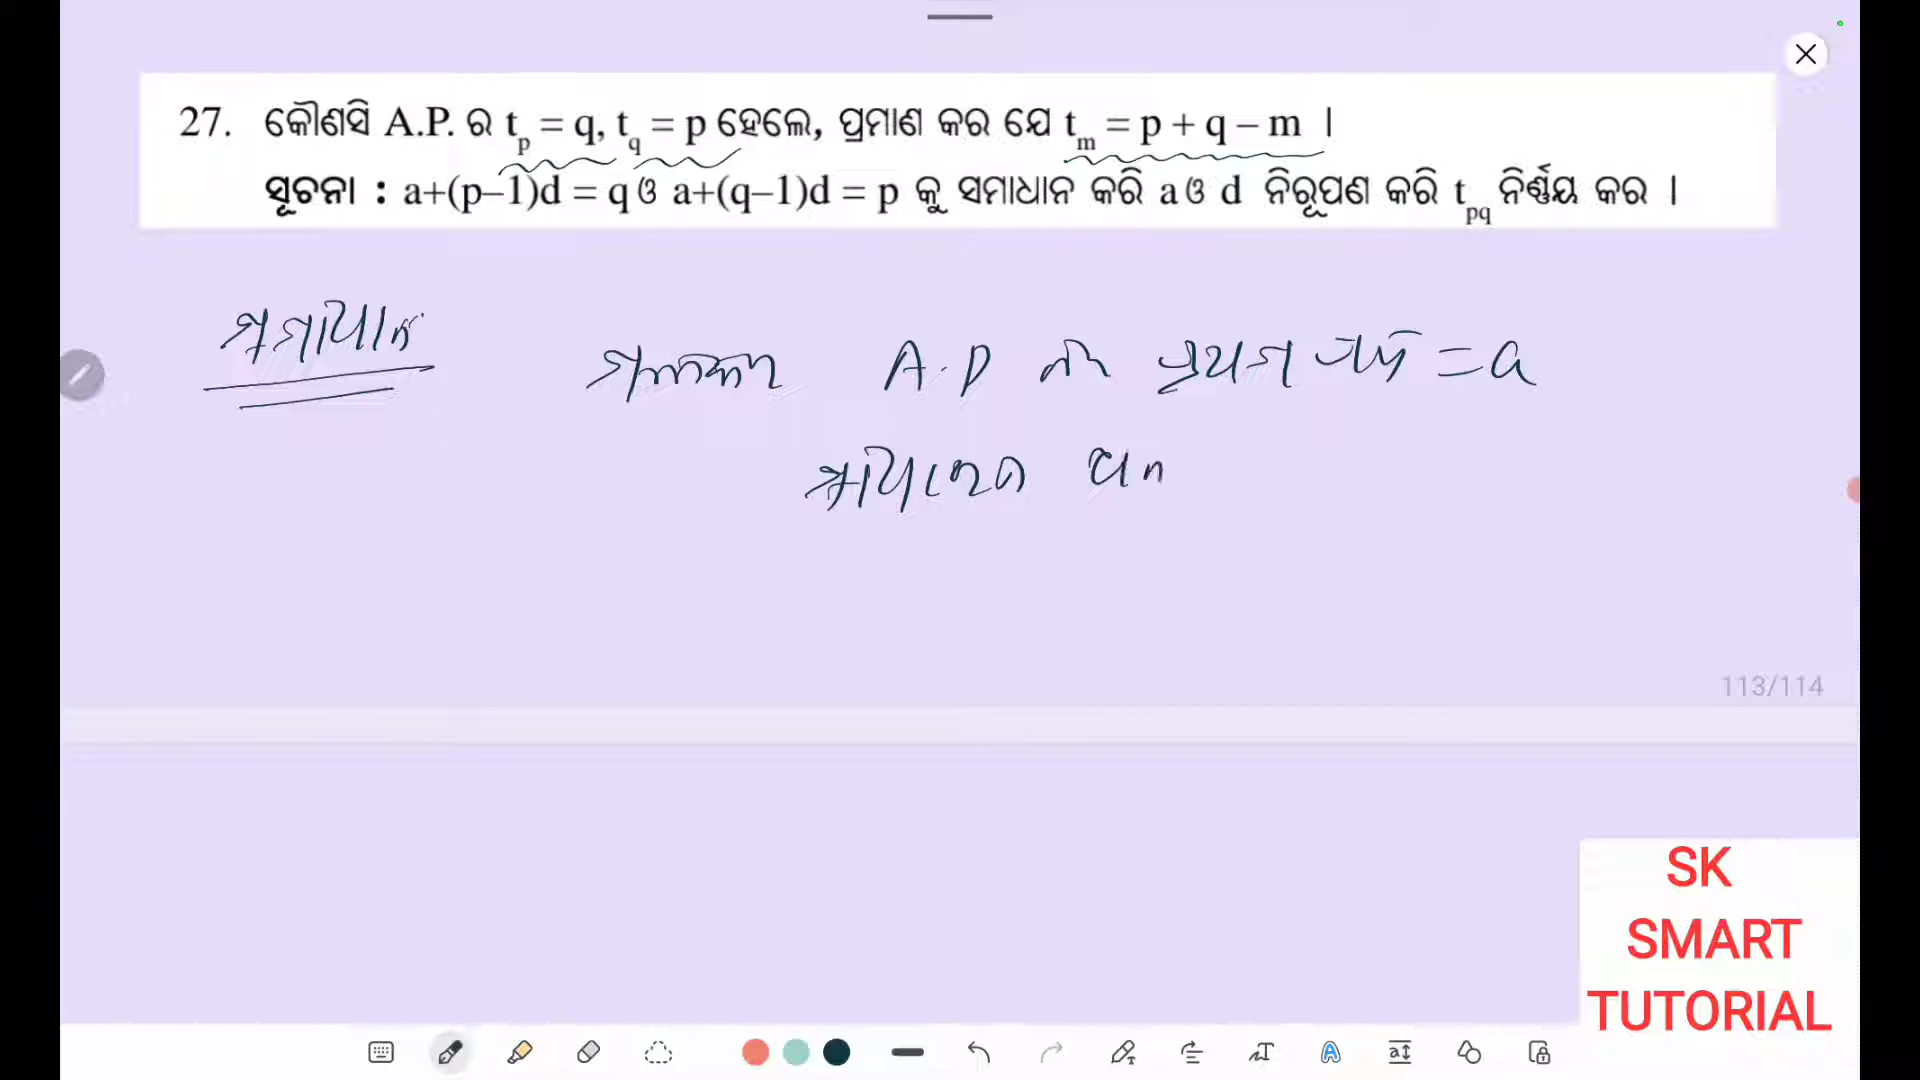 27. କୌଣସି A.P. ର tp = q, tq = p ହେଲେ, ପ୍ରମାଣ କର ଯେ tm = p + q – m ।
ସୂଚନା : a+(p–1)d = q ଓ a+(q–1)d = p କୁ ସମାଧାନ କରି a ଓ d ନିରୂପଣ କରି tpq ନିର୍ଣ୍ଣୟ କର ।
ସମାଧାନ
A.P ର ପ୍ରଥମ ପଦ = a
ସାଧାରଣ
113/114
SK
SMART
TUTORIAL